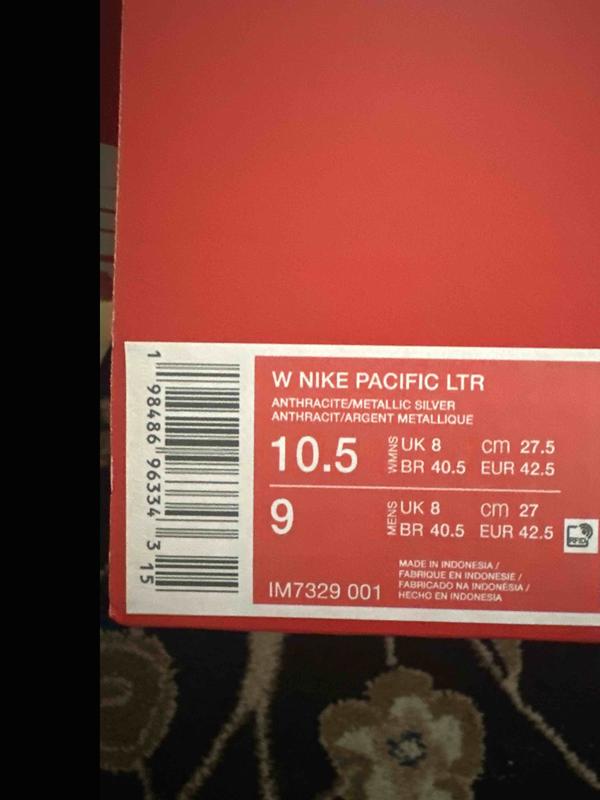 W NIKE PACIFIC LTR
ANTHRACITE/METALLIC SILVER
ANTHRACIT/ARGENT METALLIQUE
10.5 WMNS UK 8 cm 27.5
BR 40.5 EUR 42.5
9 MENS UK 8 cm 27
BR 40.5 EUR 42.5
RFID
IM7329 001
MADE IN INDONESIA /
FABRIQUE EN INDONESIE /
FABRICADO NA INDONÉSIA /
HECHO EN INDONESIA
1 98486 96334 3 15